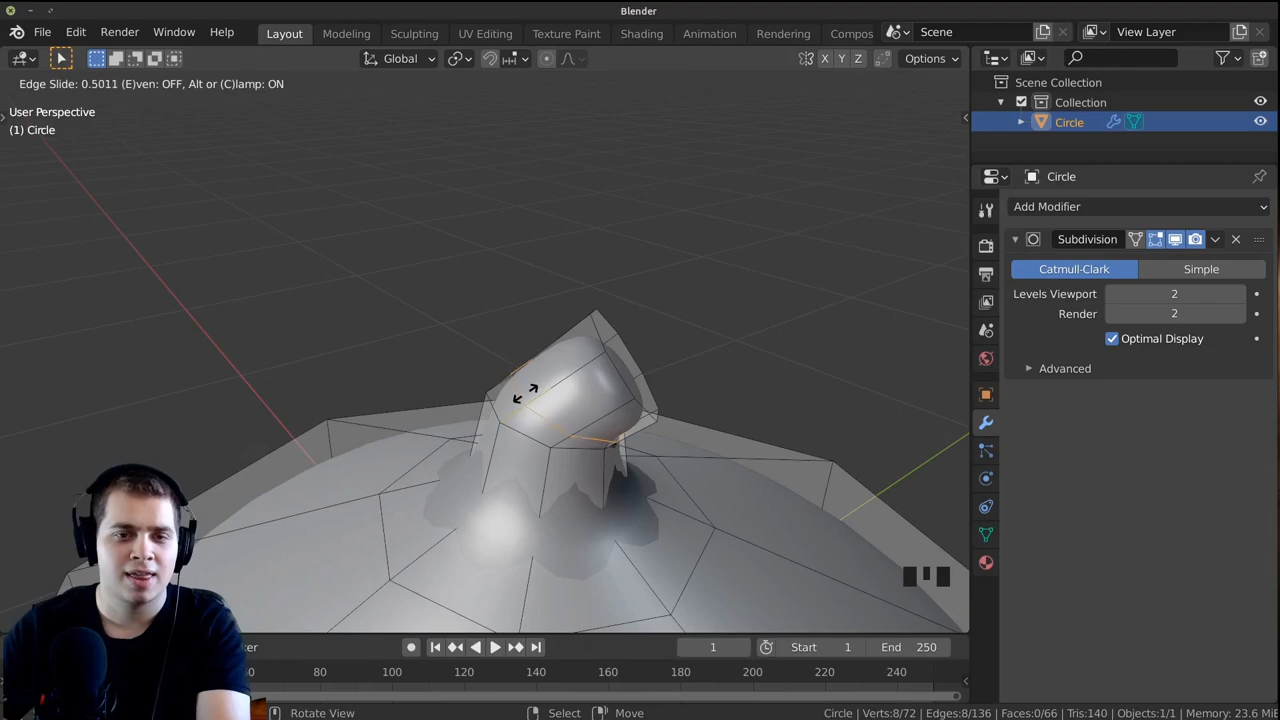 Blender
File Edit Render Window Help
Layout Modeling Sculpting UV Editing Texture Paint Shading Animation Rendering Compos
Scene
View Layer
Global
X Y Z
Options
Edge Slide: 0.5011 (E)ven: OFF, Alt or (C)lamp: ON
User Perspective
(1) Circle
Scene Collection
Collection
Circle
Circle
Add Modifier
Subdivision
Catmull-Clark
Simple
Levels Viewport 2
Render 2
Optimal Display
Advanced
1
Start 1
End 250
80 100 120 140 160 180 200 220 240
Rotate View
Select
Move
Circle | Verts:8/72 | Edges:8/136 | Faces:0/66 | Tris:140 | Objects:1/1 | Memory: 23.6 Mi